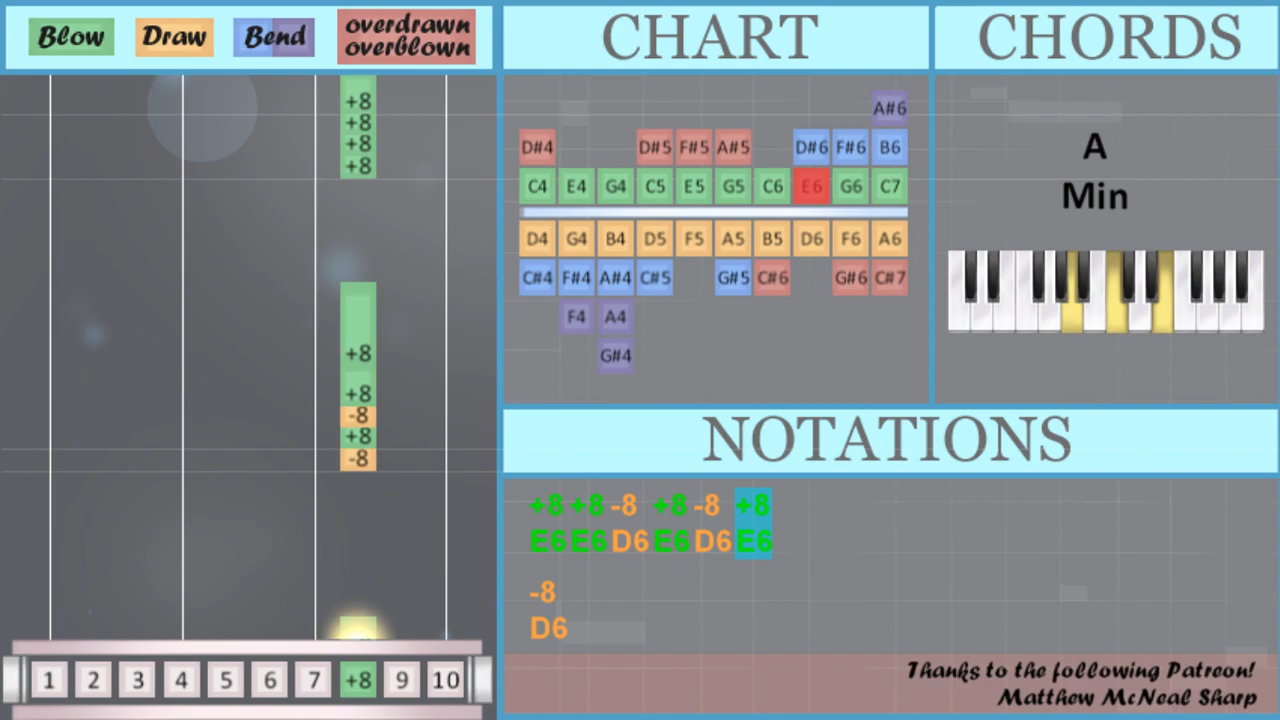 Blow Draw Bend overdrawn
overblown
CHART
CHORDS
+8
+8
+8
+8
+8
+8
-8
+8
-8
A#6
D#4 D#5 F#5 A#5 D#6 F#6 B6
C4 E4 G4 C5 E5 G5 C6 E6 G6 C7
D4 G4 B4 D5 F5 A5 B5 D6 F6 A6
C#4 F#4 A#4 C#5 G#5 C#6 G#6 C#7
F4 A4
G#4
A
Min
NOTATIONS
+8 +8 -8 +8 -8 +8
E6 E6 D6 E6 D6 E6
-8
D6
1 2 3 4 5 6 7 +8 9 10
Thanks to the following Patreon!
Matthew McNeal Sharp